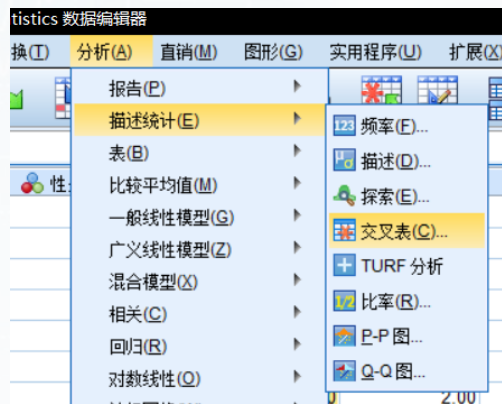 tistics 数据编辑器
换(T) 分析(A) 直销(M) 图形(G) 实用程序(U) 扩展(X)
报告(P)
描述统计(E)
表(B)
比较平均值(M)
一般线性模型(G)
广义线性模型(Z)
混合模型(X)
相关(C)
回归(R)
对数线性(O)
性
123 频率(F)...
描述(D)...
探索(E)...
交叉表(C)...
TURF 分析
1/2 比率(R)...
P-P 图...
Q-Q 图...
2.00